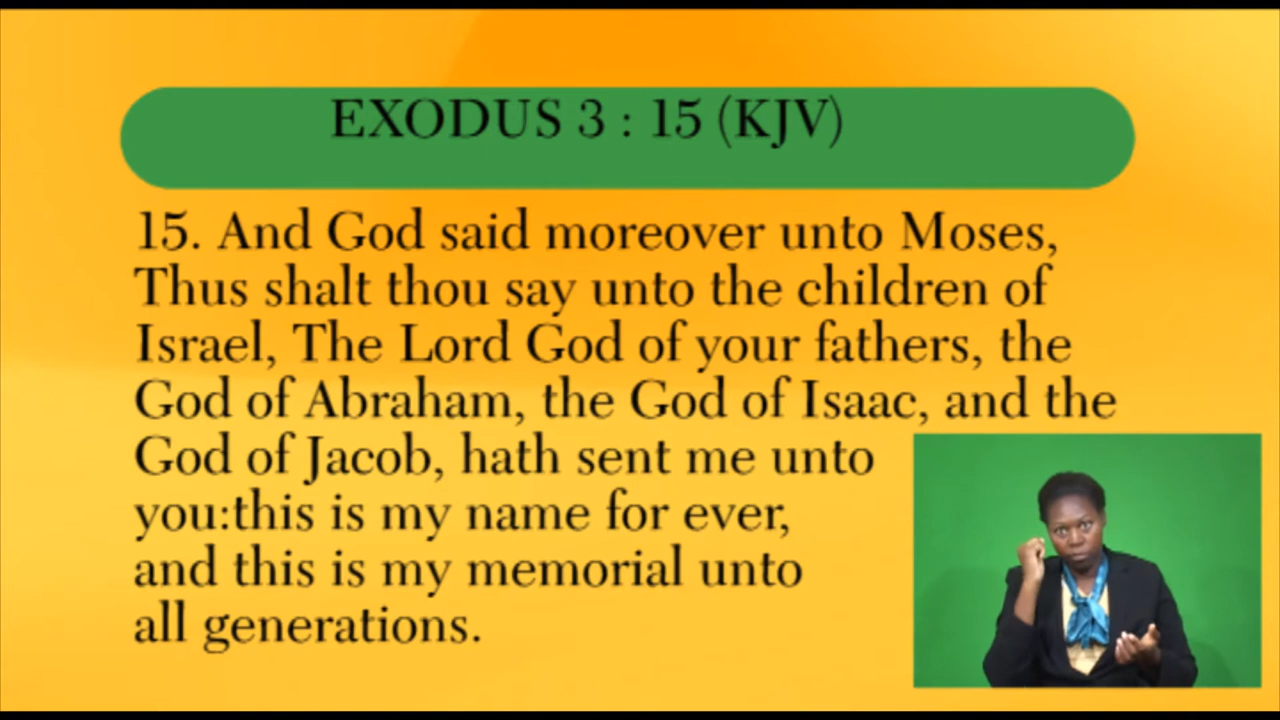 EXODUS 3 : 15 (KJV)
15. And God said moreover unto Moses,
Thus shalt thou say unto the children of
Israel, The Lord God of your fathers, the
God of Abraham, the God of Isaac, and the
God of Jacob, hath sent me unto
you:this is my name for ever,
and this is my memorial unto
all generations.